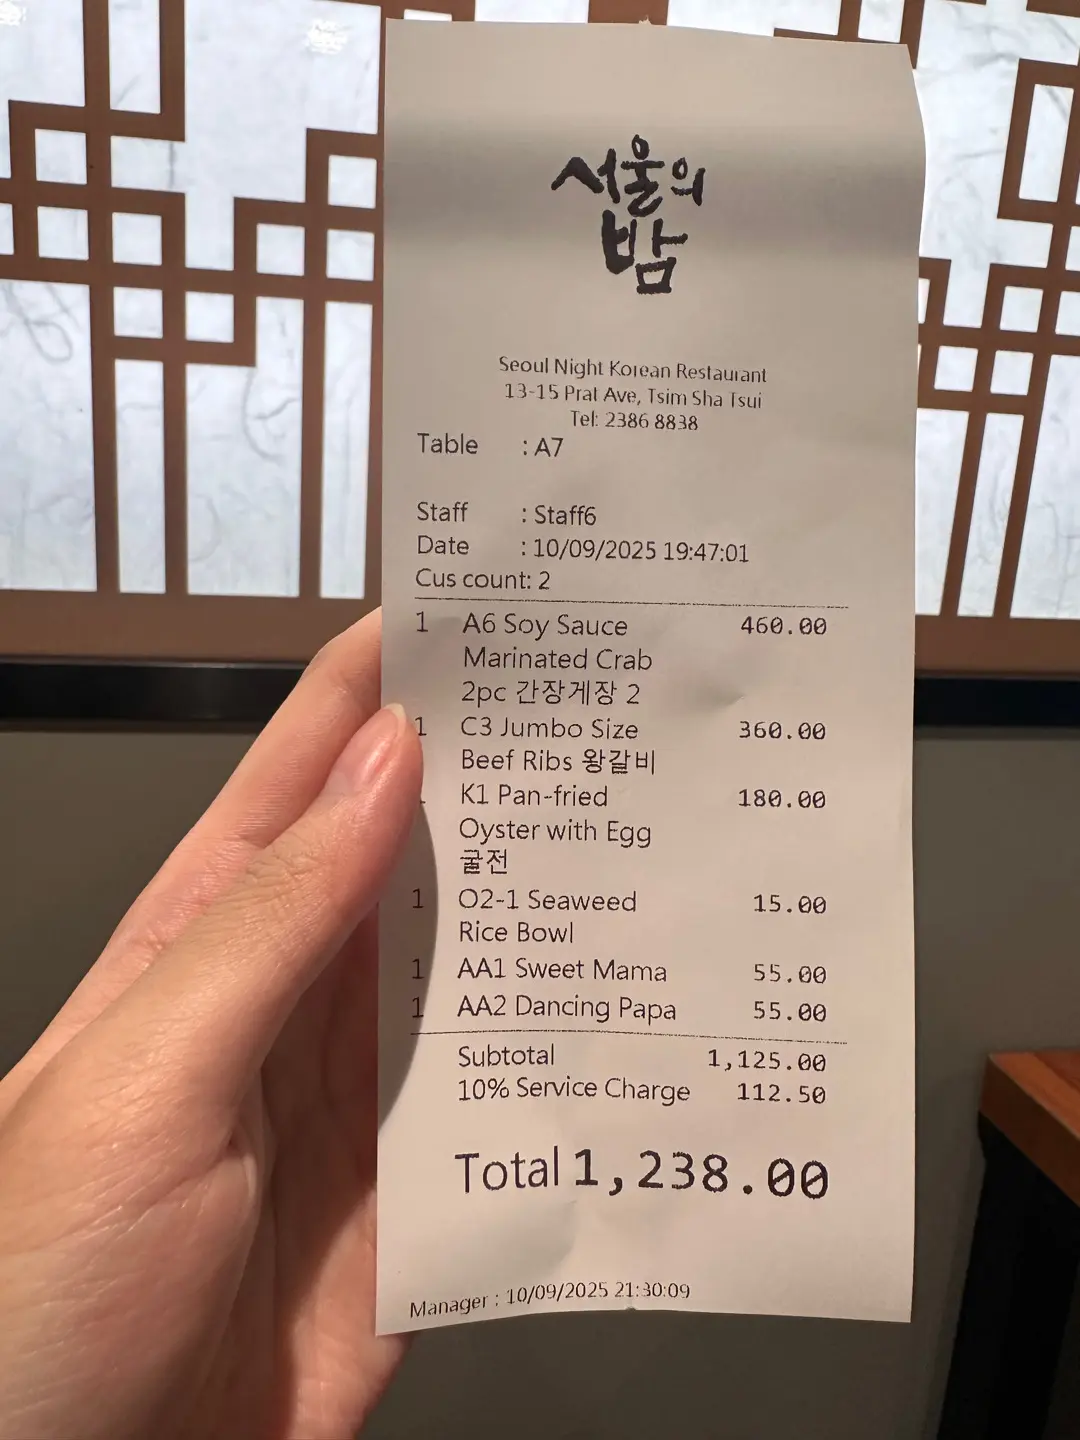 서울의
밤
Seoul Night Korean Restaurant
13-15 Prat Ave, Tsim Sha Tsui
Tel: 2386 8838
Table : A7
Staff : Staff6
Date : 10/09/2025 19:47:01
Cus count: 2
1 A6 Soy Sauce 460.00
Marinated Crab
2pc 간장게장 2
1 C3 Jumbo Size 360.00
Beef Ribs 왕갈비
K1 Pan-fried 180.00
Oyster with Egg
굴전
1 O2-1 Seaweed 15.00
Rice Bowl
1 AA1 Sweet Mama 55.00
1 AA2 Dancing Papa 55.00
Subtotal 1,125.00
10% Service Charge 112.50
Total 1,238.00
Manager : 10/09/2025 21:30:09